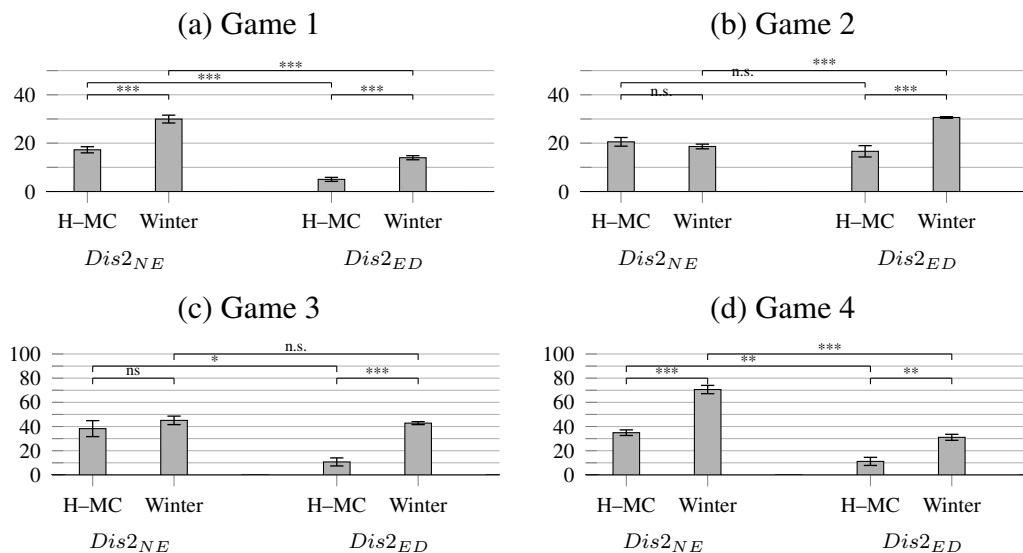 (a) Game 1
***
***
*** ***
40
20
0
H–MC Winter H–MC Winter
Dis2NE Dis2ED
(b) Game 2
***
n.s.
n.s. ***
40
20
0
H–MC Winter H–MC Winter
Dis2NE Dis2ED
(c) Game 3
n.s.
*
ns ***
100
80
60
40
20
0
H–MC Winter H–MC Winter
Dis2NE Dis2ED
(d) Game 4
***
**
*** **
100
80
60
40
20
0
H–MC Winter H–MC Winter
Dis2NE Dis2ED